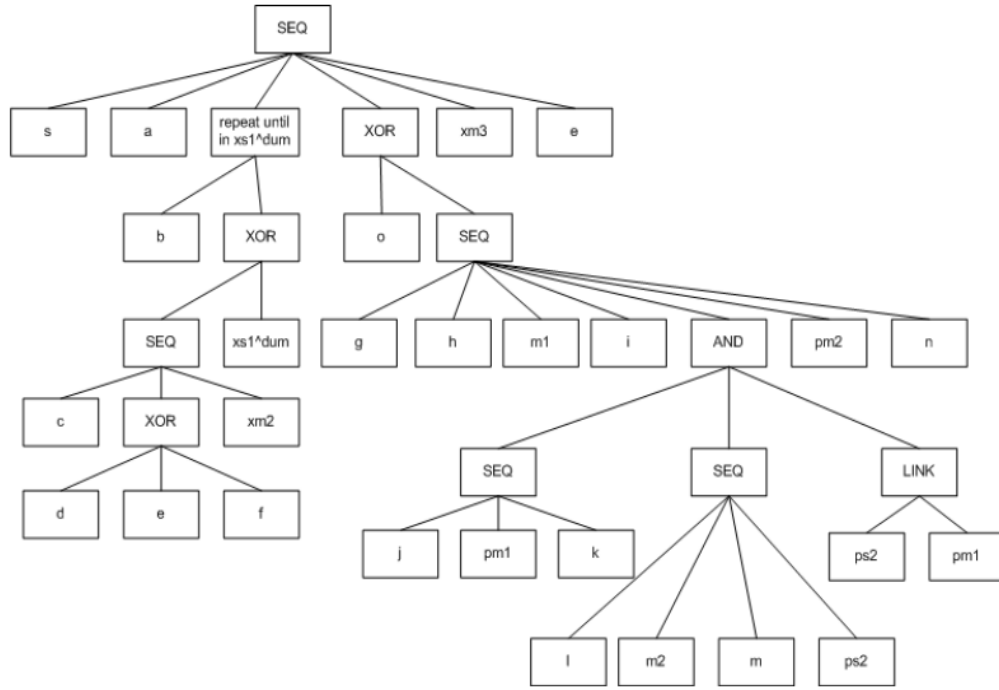 SEQ
s
a
repeat until
in xs1^dum
XOR
xm3
e
b
XOR
o
SEQ
SEQ
xs1^dum
g
h
m1
i
AND
pm2
n
c
XOR
xm2
SEQ
SEQ
LINK
d
e
f
j
pm1
k
ps2
pm1
l
m2
m
ps2